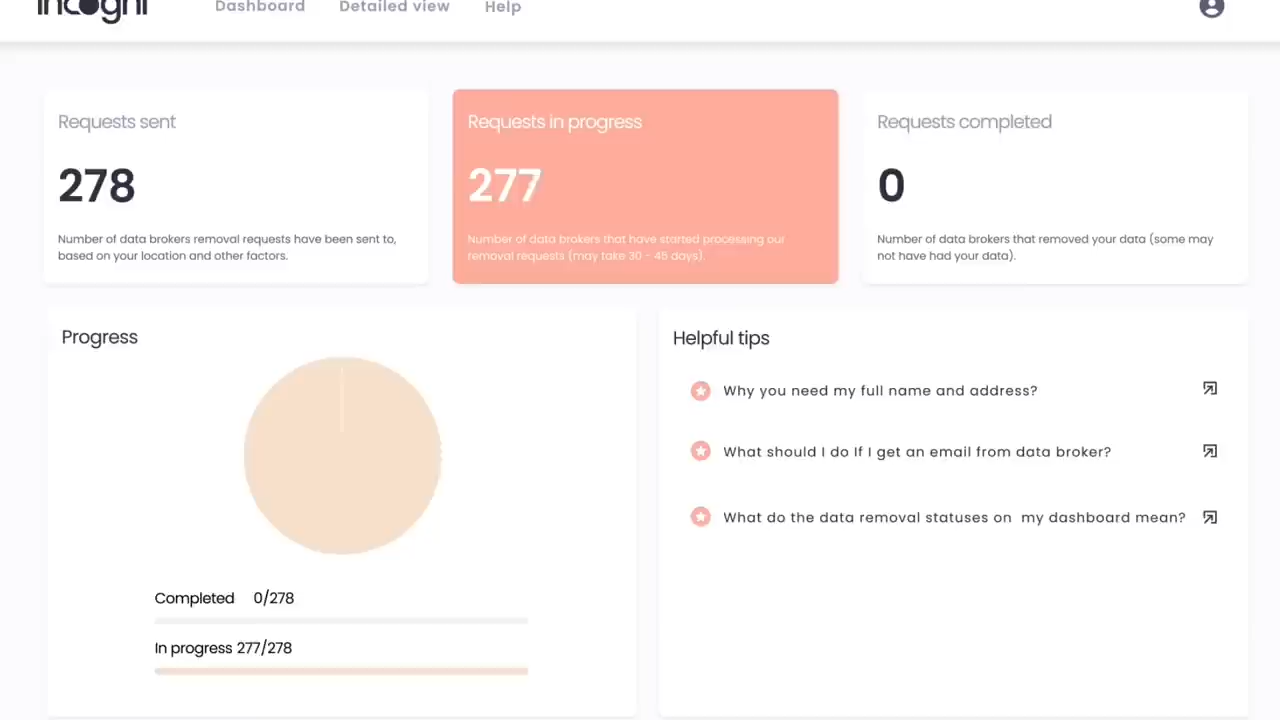 incogni
Dashboard
Detailed view
Help
Requests sent
278
Number of data brokers removal requests have been sent to,
based on your location and other factors.
Requests in progress
277
Number of data brokers that have started processing our
removal requests (may take 30 - 45 days).
Requests completed
0
Number of data brokers that removed your data (some may
not have had your data).
Progress
Completed 0/278
In progress 277/278
Helpful tips
Why you need my full name and address?
What should I do If I get an email from data broker?
What do the data removal statuses on my dashboard mean?